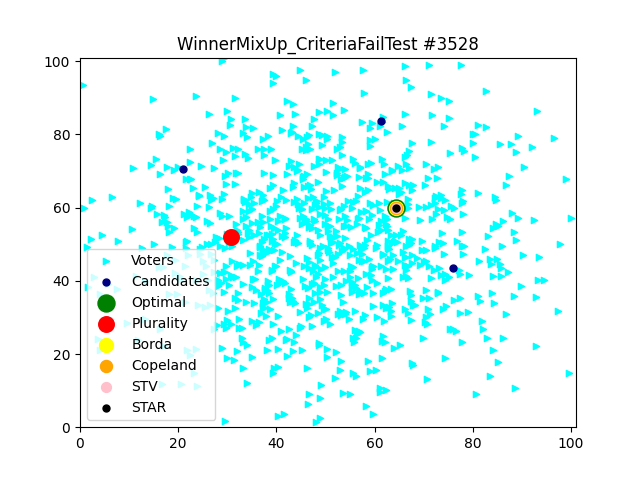 WinnerMixUp_CriteriaFailTest #3528
100
80
60
40
20
0
0 20 40 60 80 100
Voters
Candidates
Optimal
Plurality
Borda
Copeland
STV
STAR